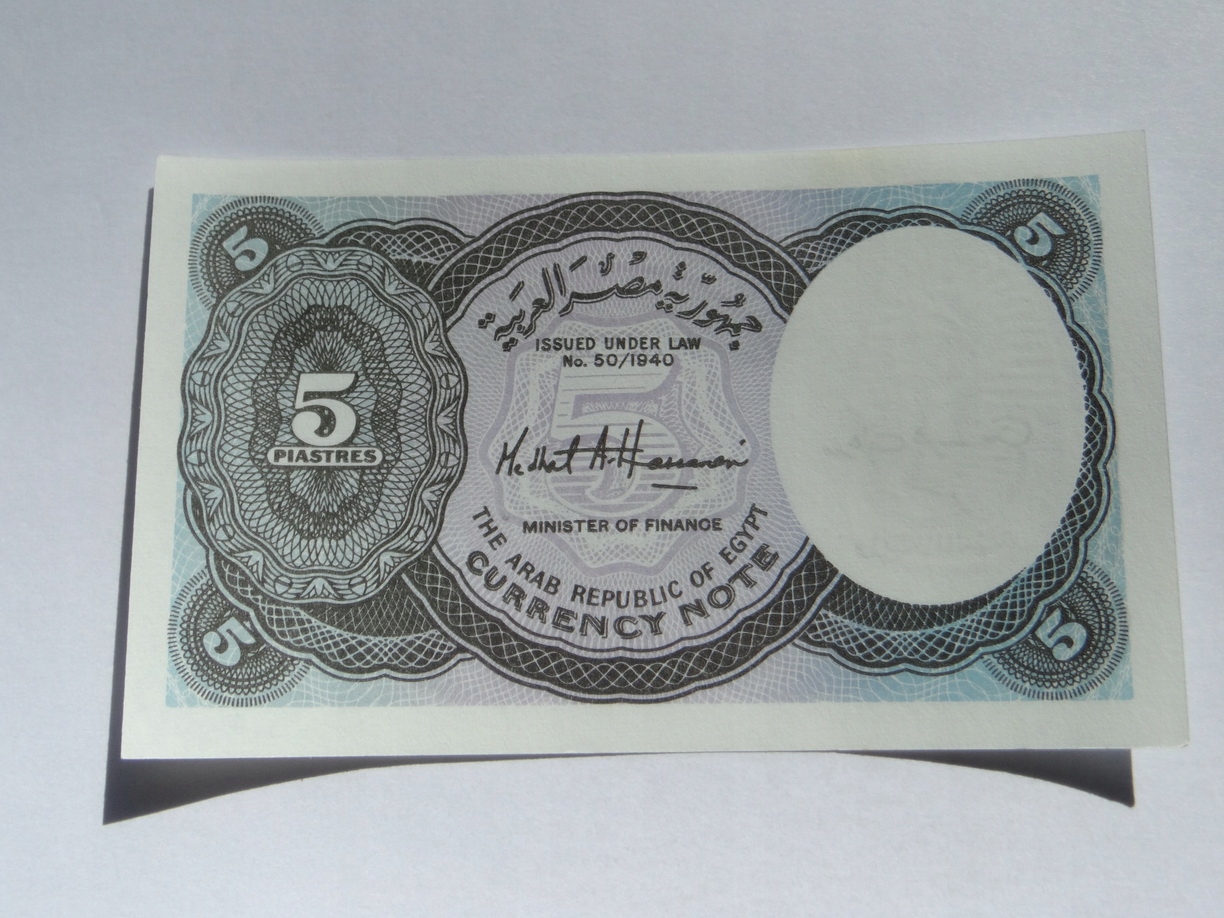 5
5
جمهورية مصر العربية
ISSUED UNDER LAW
No. 50/1940
5
5
PIASTRES
Medhat A. Hassanein
MINISTER OF FINANCE
THE ARAB REPUBLIC OF EGYPT
CURRENCY NOTE
5
5